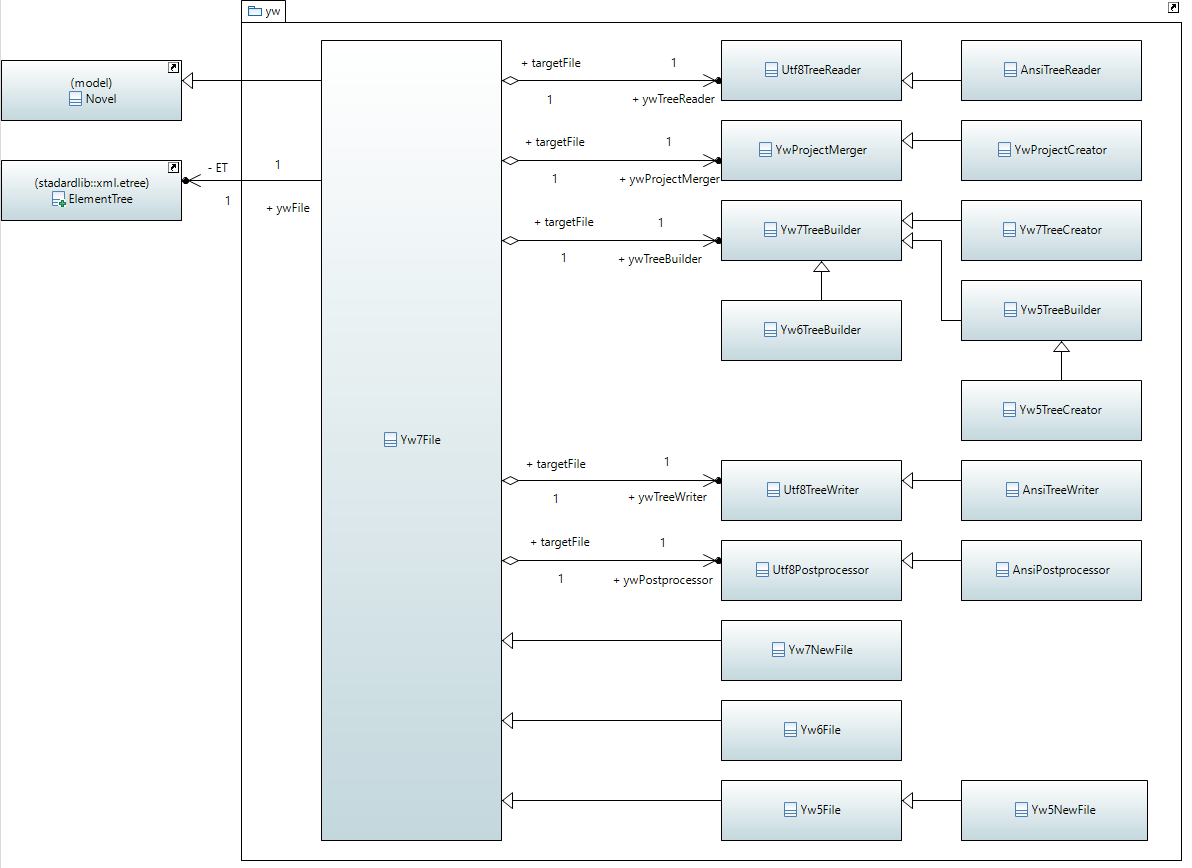 yw
(model)
Novel
(stadardlib::xml.etree)
ElementTree
- ET
1
1
+ ywFile
Yw7File
+ targetFile
1
1
+ ywTreeReader
Utf8TreeReader
AnsiTreeReader
+ targetFile
1
1
+ ywProjectMerger
YwProjectMerger
YwProjectCreator
+ targetFile
1
1
+ ywTreeBuilder
Yw7TreeBuilder
Yw7TreeCreator
Yw6TreeBuilder
Yw5TreeBuilder
Yw5TreeCreator
+ targetFile
1
1
+ ywTreeWriter
Utf8TreeWriter
AnsiTreeWriter
+ targetFile
1
1
+ ywPostprocessor
Utf8Postprocessor
AnsiPostprocessor
Yw7NewFile
Yw6File
Yw5File
Yw5NewFile